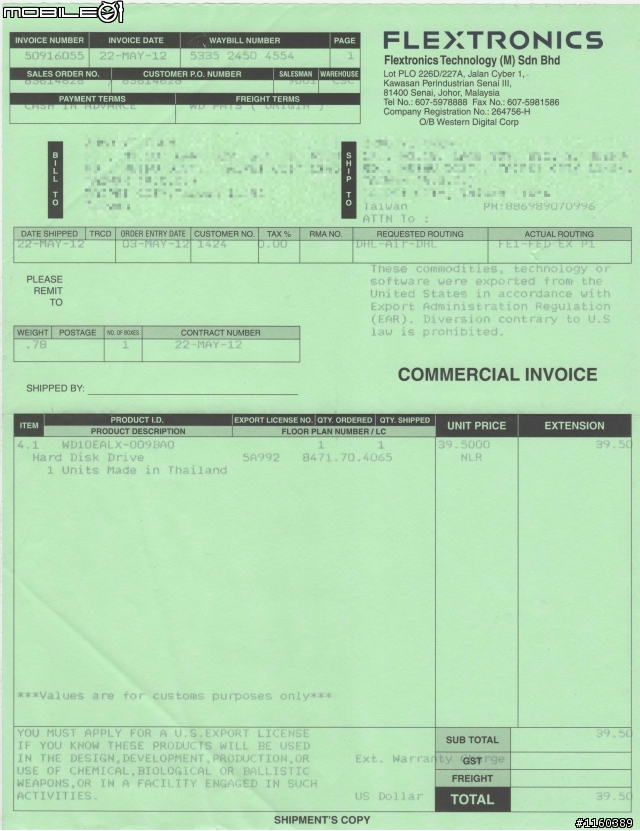 MOBILE01
FLEXTRONICS
Flextronics Technology (M) Sdn Bhd
Lot PLO 226D/227A, Jalan Cyber 1,
Kawasan Perindustrian Senai III,
81400 Senai, Johor, Malaysia
Tel No.: 607-5978888 Fax No.: 607-5981586
Company Registration No.: 264756-H
O/B Western Digital Corp
INVOICE NUMBER INVOICE DATE WAYBILL NUMBER PAGE
50916055 22-MAY-12 5335 2450 4554 1
SALES ORDER NO. CUSTOMER P.O. NUMBER SALESMAN WAREHOUSE
CSC
PAYMENT TERMS FREIGHT TERMS
CASH IN ADVANCE WD PAYS ( ORIGIN )
BILL TO
SHIP TO
Taiwan PH:886989070996
ATTN To :
DATE SHIPPED TRCD ORDER ENTRY DATE CUSTOMER NO. TAX % RMA NO. REQUESTED ROUTING ACTUAL ROUTING
22-MAY-12 03-MAY-12 1424 0.00 DHL-Air-DHL FE1-FED EX P1
PLEASE
REMIT
TO
These commodities, technology or
software were exported from the
United States in accordance with
Export Administration Regulation
(EAR). Diversion contrary to U.S
law is prohibited.
WEIGHT POSTAGE NO. OF BOXES CONTRACT NUMBER
.78 1 22-MAY-12
SHIPPED BY:
COMMERCIAL INVOICE
ITEM PRODUCT I.D. EXPORT LICENSE NO. QTY. ORDERED QTY. SHIPPED UNIT PRICE EXTENSION
PRODUCT DESCRIPTION FLOOR PLAN NUMBER / LC
4.1 WD10EALX-009BA0 1 1 39.5000 39.50
Hard Disk Drive 5A992 8471.70.4065 NLR
1 Units Made in Thailand
***Values are for customs purposes only***
YOU MUST APPLY FOR A U.S.EXPORT LICENSE
IF YOU KNOW THESE PRODUCTS WILL BE USED
IN THE DESIGN,DEVELOPMENT,PRODUCTION,OR
USE OF CHEMICAL,BIOLOGICAL OR BALLISTIC
WEAPONS,OR IN A FACILITY ENGAGED IN SUCH
ACTIVITIES.
SUB TOTAL 39.50
Ext. Warranty Charge
GST
FREIGHT
US Dollar TOTAL 39.50
SHIPMENT'S COPY
#1160389